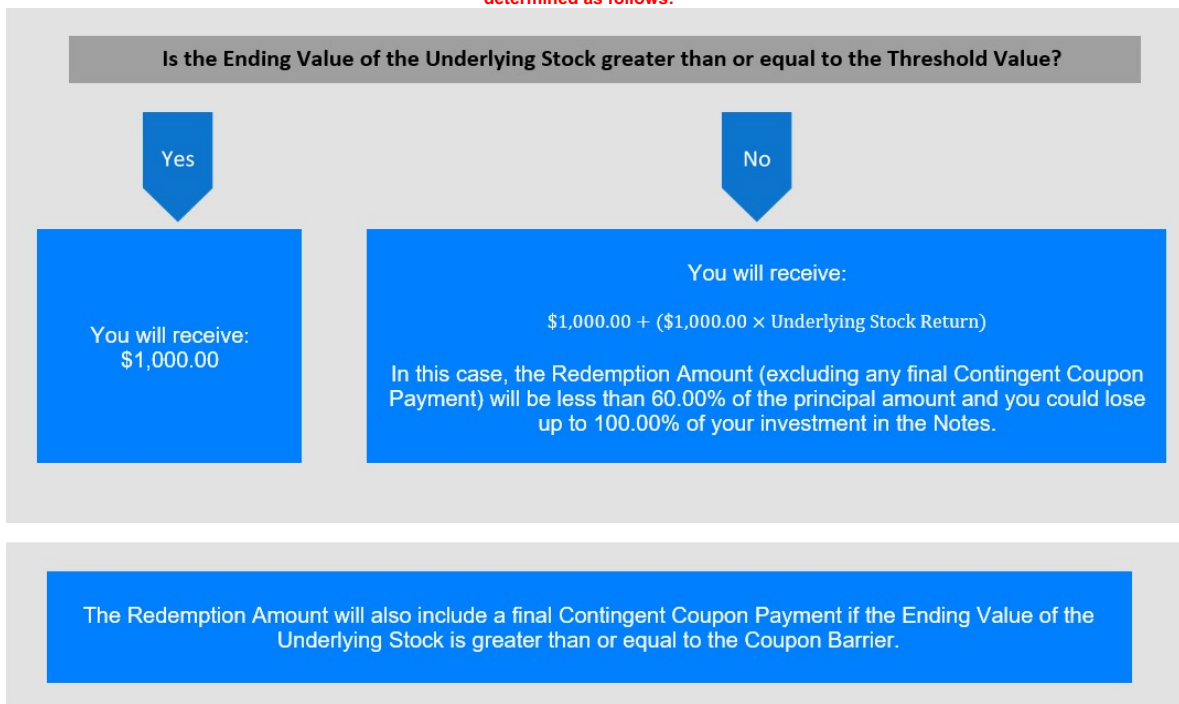 determined as follows:
Is the Ending Value of the Underlying Stock greater than or equal to the Threshold Value?
Yes
No
You will receive:
$1,000.00
You will receive:
$1,000.00 + ($1,000.00 × Underlying Stock Return)
In this case, the Redemption Amount (excluding any final Contingent Coupon
Payment) will be less than 60.00% of the principal amount and you could lose
up to 100.00% of your investment in the Notes.
The Redemption Amount will also include a final Contingent Coupon Payment if the Ending Value of the
Underlying Stock is greater than or equal to the Coupon Barrier.